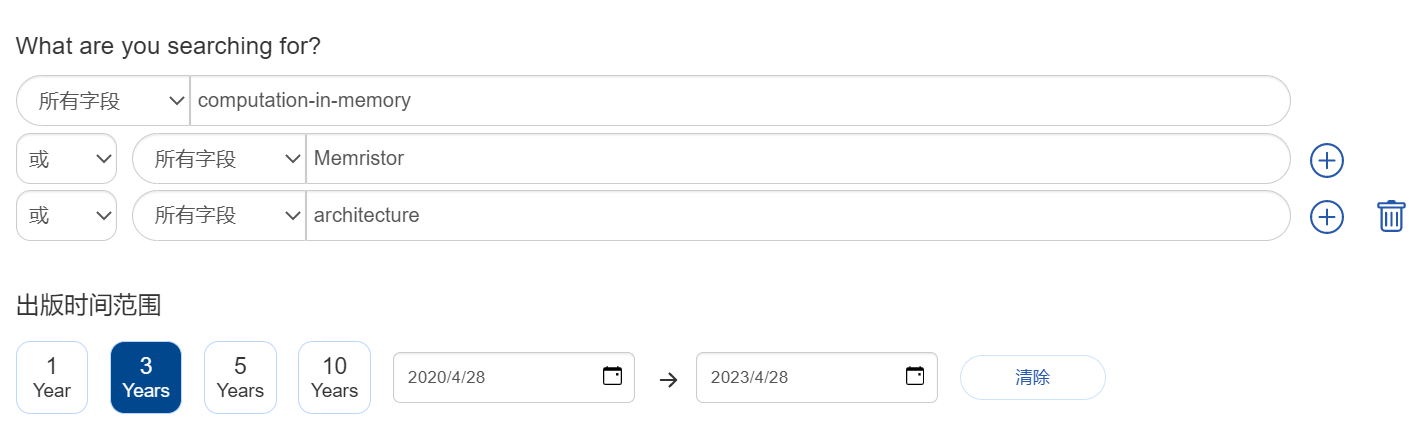 What are you searching for?
所有字段 computation-in-memory
或 所有字段 Memristor
或 所有字段 architecture
出版时间范围
1 Year 3 Years 5 Years 10 Years 2020/4/28 → 2023/4/28 清除